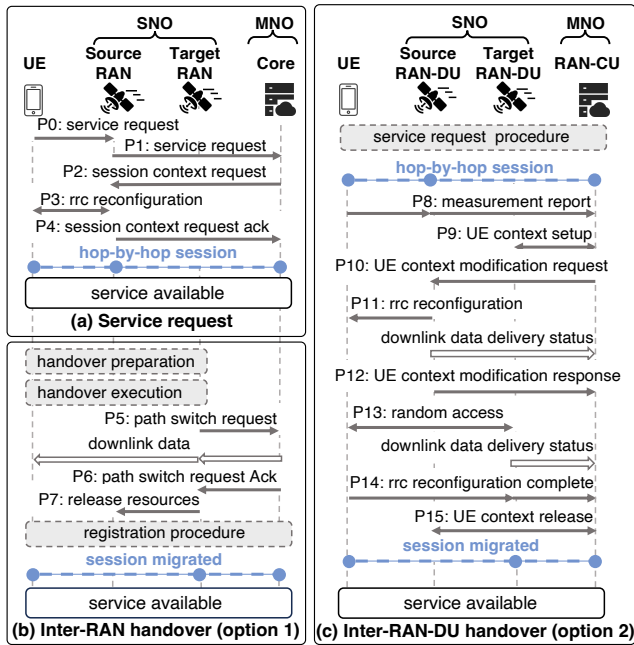 SNO
MNO
UE
Source RAN
Target RAN
Core
P0: service request
P1: service request
P2: session context request
P3: rrc reconfiguration
P4: session context request ack
hop-by-hop session
service available
(a) Service request
handover preparation
handover execution
P5: path switch request
downlink data
P6: path switch request Ack
P7: release resources
registration procedure
session migrated
service available
(b) Inter-RAN handover (option 1)
SNO
MNO
UE
Source RAN-DU
Target RAN-DU
RAN-CU
service request procedure
hop-by-hop session
P8: measurement report
P9: UE context setup
P10: UE context modification request
P11: rrc reconfiguration
downlink data delivery status
P12: UE context modification response
P13: random access
downlink data delivery status
P14: rrc reconfiguration complete
P15: UE context release
session migrated
service available
(c) Inter-RAN-DU handover (option 2)